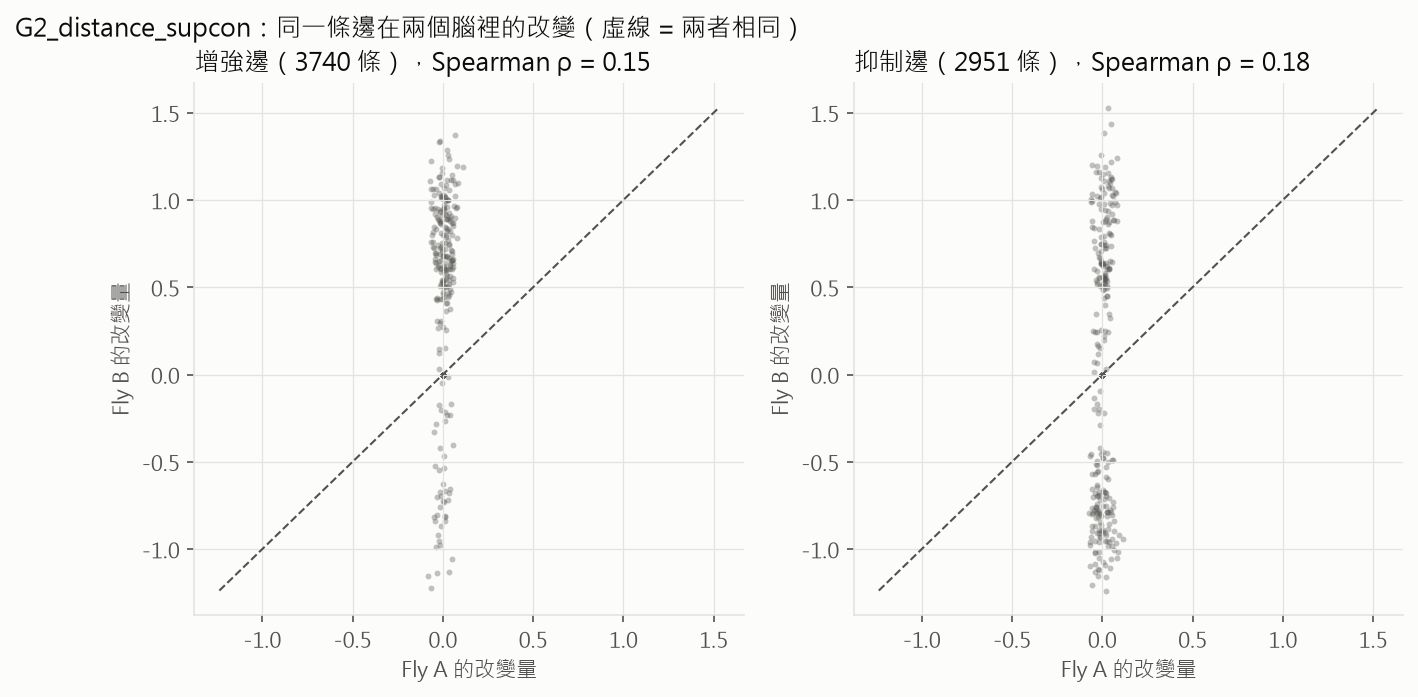 G2_distance_supcon：同一條邊在兩個腦裡的改變（虛線 = 兩者相同）
增強邊（3740 條），Spearman ρ = 0.15
1.5
1.0
0.5
0.0
-0.5
-1.0
Fly B 的改變量
-1.0 -0.5 0.0 0.5 1.0 1.5
Fly A 的改變量
抑制邊（2951 條），Spearman ρ = 0.18
1.5
1.0
0.5
0.0
-0.5
-1.0
Fly B 的改變量
-1.0 -0.5 0.0 0.5 1.0 1.5
Fly A 的改變量